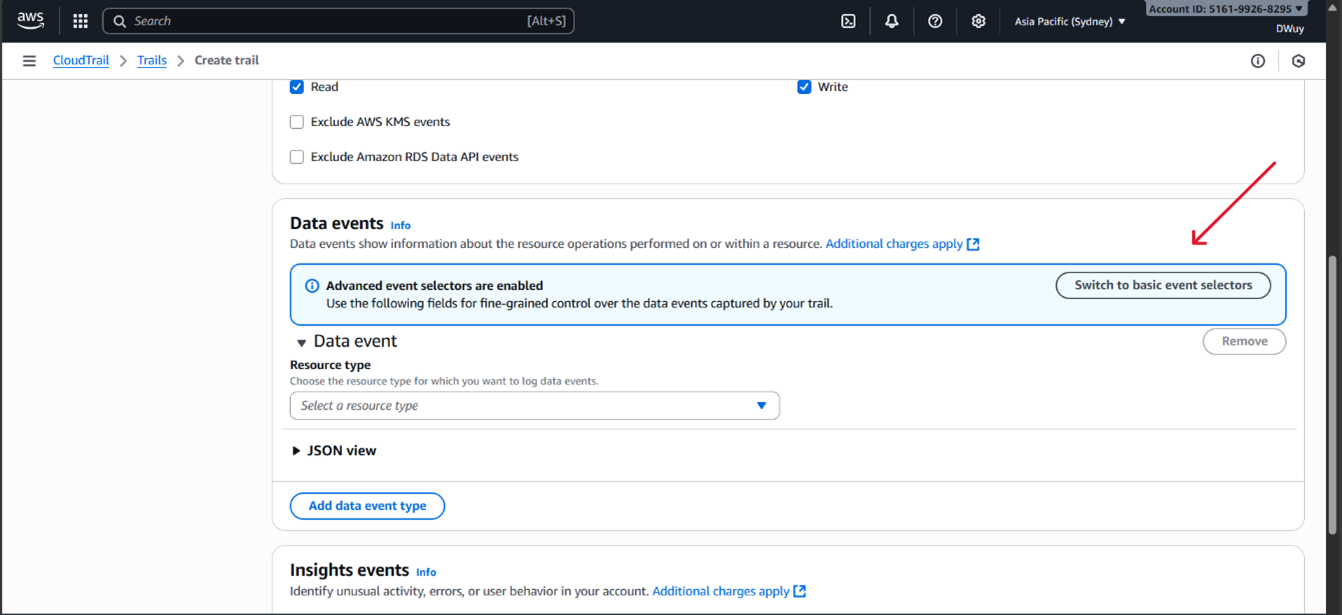 aws
Search
[Alt+S]
Asia Pacific (Sydney)
Account ID: 5161-9926-8295
DWuy
CloudTrail
Trails
Create trail
Read
Write
Exclude AWS KMS events
Exclude Amazon RDS Data API events
Data events Info
Data events show information about the resource operations performed on or within a resource. Additional charges apply
Advanced event selectors are enabled
Use the following fields for fine-grained control over the data events captured by your trail.
Switch to basic event selectors
Data event
Remove
Resource type
Choose the resource type for which you want to log data events.
Select a resource type
JSON view
Add data event type
Insights events Info
Identify unusual activity, errors, or user behavior in your account. Additional charges apply